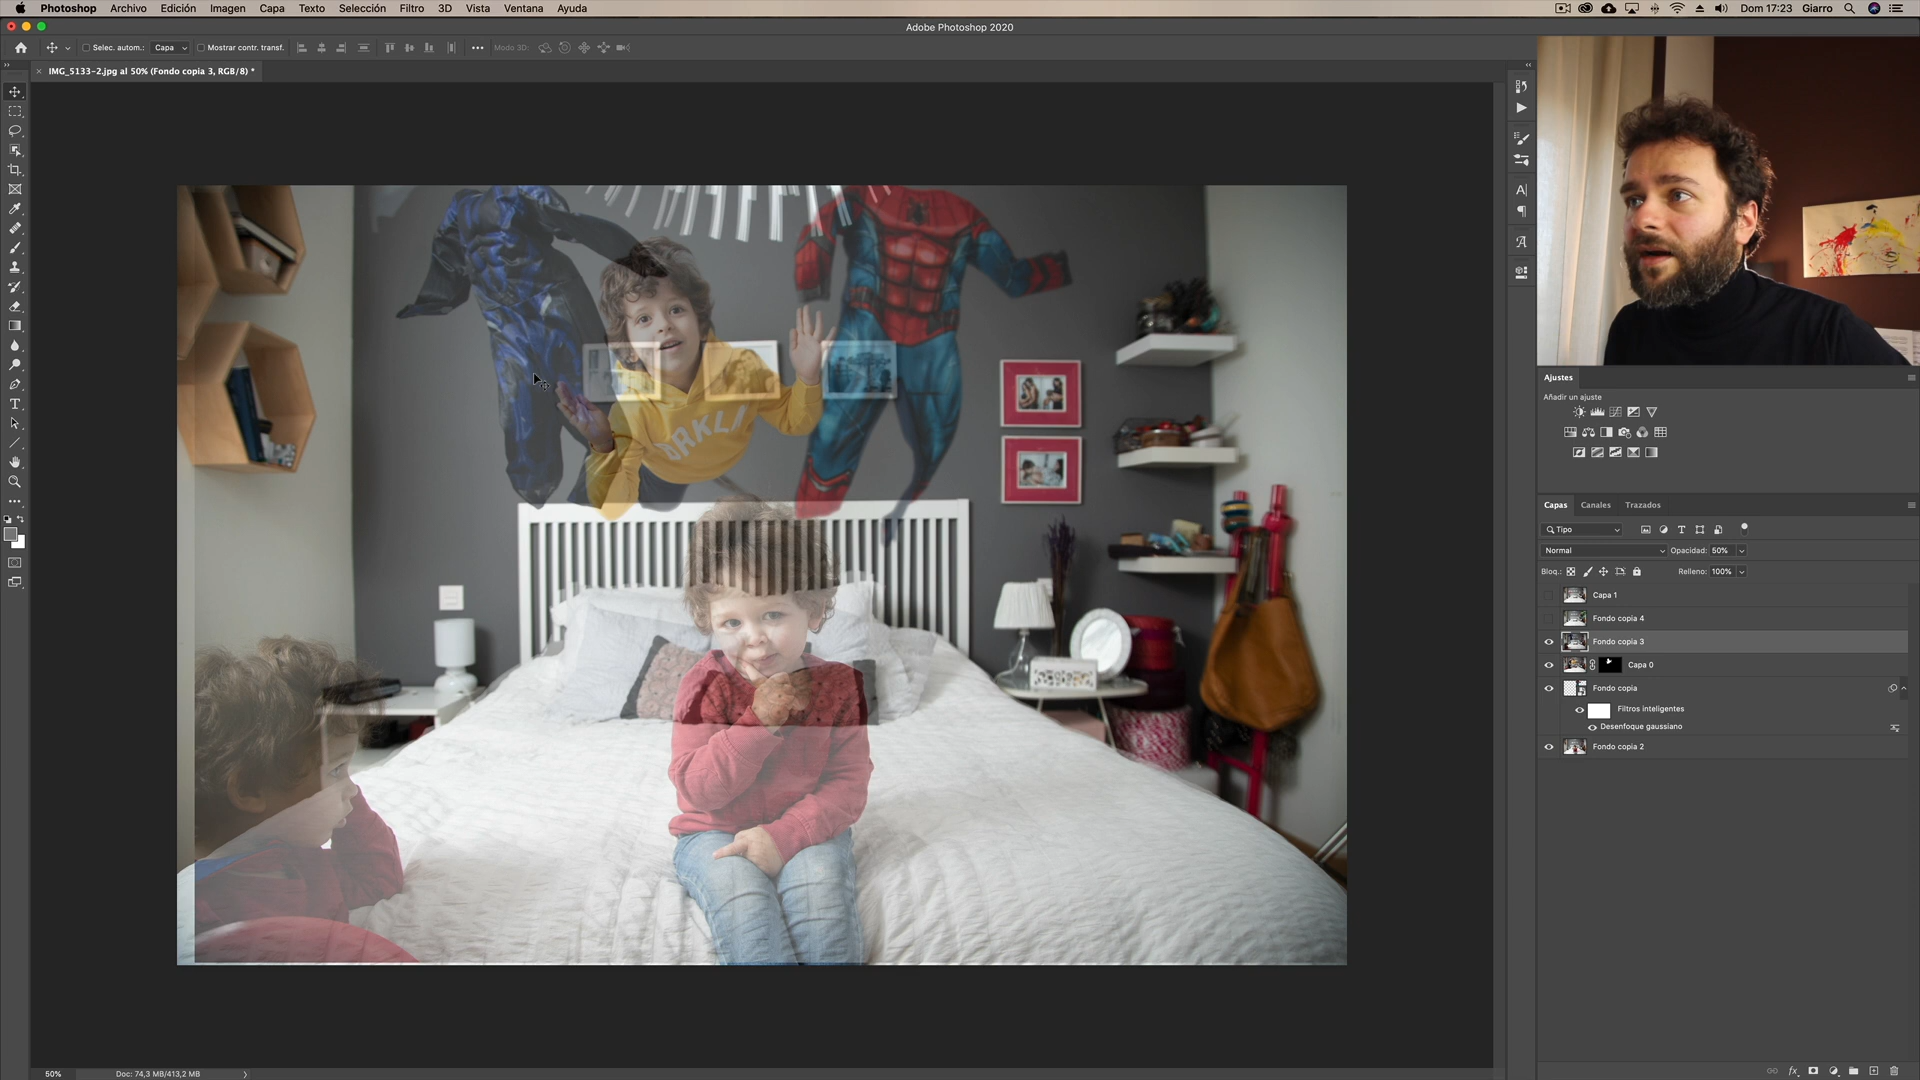 Photoshop Archivo Edición Imagen Capa Texto Selección Filtro 3D Vista Ventana Ayuda Dom 17:23 Giarro
Adobe Photoshop 2020
Selec. autom.: Capa Mostrar contr. transf. Modo 3D:
IMG_5133-2.jpg al 50% (Fondo copia 3, RGB/8) *
DRKLI
Ajustes
Añadir un ajuste
Capas Canales Trazados
Tipo
Normal Opacidad: 50%
Bloq.: Relleno: 100%
Capa 1
Fondo copia 4
Fondo copia 3
Capa 0
Fondo copia
Filtros inteligentes
Desenfoque gaussiano
Fondo copia 2
50% Doc: 74,3 MB/413,2 MB